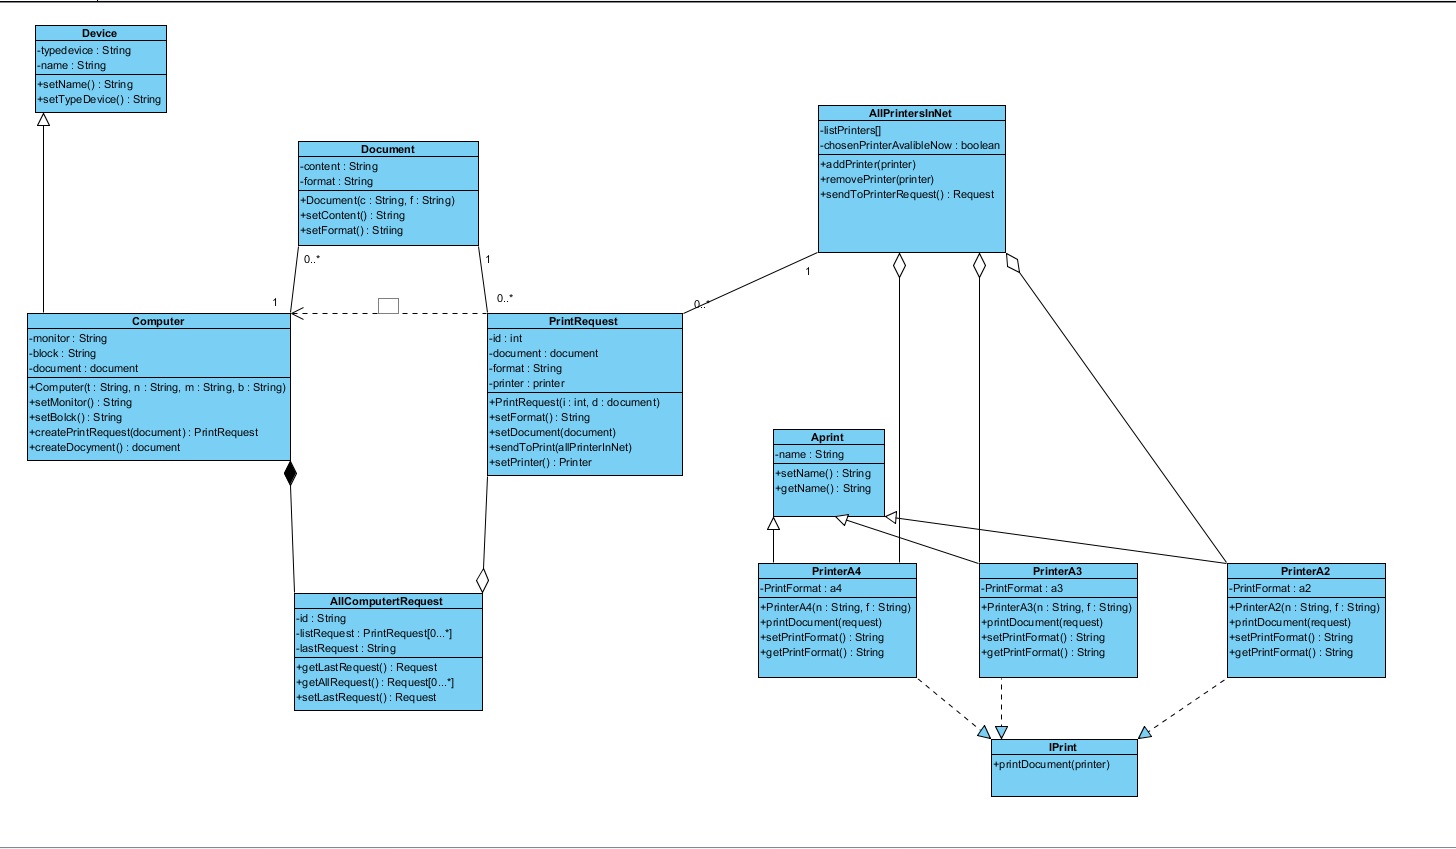 Device
-typedevice : String
-name : String
+setName() : String
+setTypeDevice() : String
AllPrintersInNet
-listPrinters[]
-chosenPrinterAvalibleNow : boolean
+addPrinter(printer)
+removePrinter(printer)
+sendToPrinterRequest() : Request
Document
-content : String
-format : String
+Document(c : String, f : String)
+setContent() : String
+setFormat() : Striing
0..*
1
1
1
0..*
0..*
Computer
-monitor : String
-block : String
-document : document
+Computer(t : String, n : String, m : String, b : String)
+setMonitor() : String
+setBolck() : String
+createPrintRequest(document) : PrintRequest
+createDocyment() : document
PrintRequest
-id : int
-document : document
-format : String
-printer : printer
+PrintRequest(i : int, d : document)
+setFormat() : String
+setDocument(document)
+sendToPrint(allPrinterInNet)
+setPrinter() : Printer
Aprint
-name : String
+setName() : String
+getName() : String
PrinterA4
-PrintFormat : a4
+PrinterA4(n : String, f : String)
+printDocument(request)
+setPrintFormat() : String
+getPrintFormat() : String
PrinterA3
-PrintFormat : a3
+PrinterA3(n : String, f : String)
+printDocument(request)
+setPrintFormat() : String
+getPrintFormat() : String
PrinterA2
-PrintFormat : a2
+PrinterA2(n : String, f : String)
+printDocument(request)
+setPrintFormat() : String
+getPrintFormat() : String
AllComputertRequest
-id : String
-listRequest : PrintRequest[0...*]
-lastRequest : String
+getLastRequest() : Request
+getAllRequest() : Request[0...*]
+setLastRequest() : Request
IPrint
+printDocument(printer)